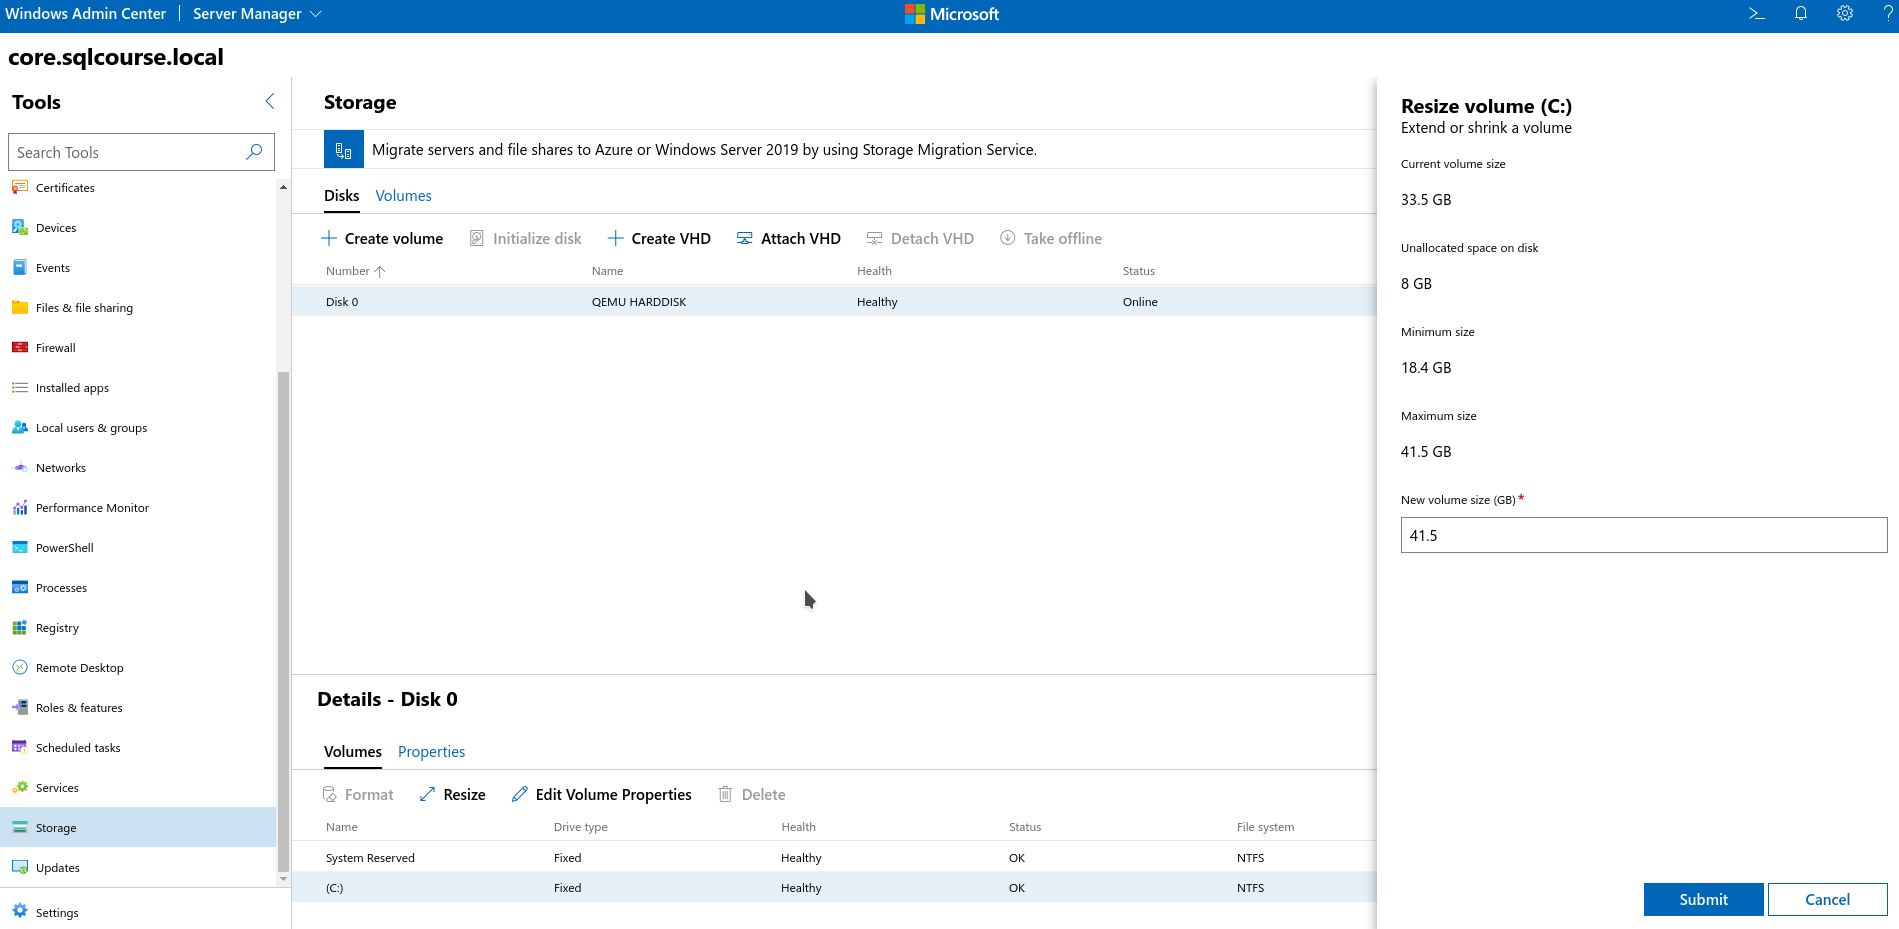 Windows Admin Center | Server Manager
Microsoft
?
core.sqlcourse.local
Tools
Search Tools
Certificates
Devices
Events
Files & file sharing
Firewall
Installed apps
Local users & groups
Networks
Performance Monitor
PowerShell
Processes
Registry
Remote Desktop
Roles & features
Scheduled tasks
Services
Storage
Updates
Settings
Storage
Migrate servers and file shares to Azure or Windows Server 2019 by using Storage Migration Service.
Disks Volumes
Create volume Initialize disk Create VHD Attach VHD Detach VHD Take offline
Number Name Health Status
Disk 0 QEMU HARDDISK Healthy Online
Details - Disk 0
Volumes Properties
Format Resize Edit Volume Properties Delete
Name Drive type Health Status File system
System Reserved Fixed Healthy OK NTFS
(C:) Fixed Healthy OK NTFS
Resize volume (C:)
Extend or shrink a volume
Current volume size
33.5 GB
Unallocated space on disk
8 GB
Minimum size
18.4 GB
Maximum size
41.5 GB
New volume size (GB) *
41.5
Submit Cancel